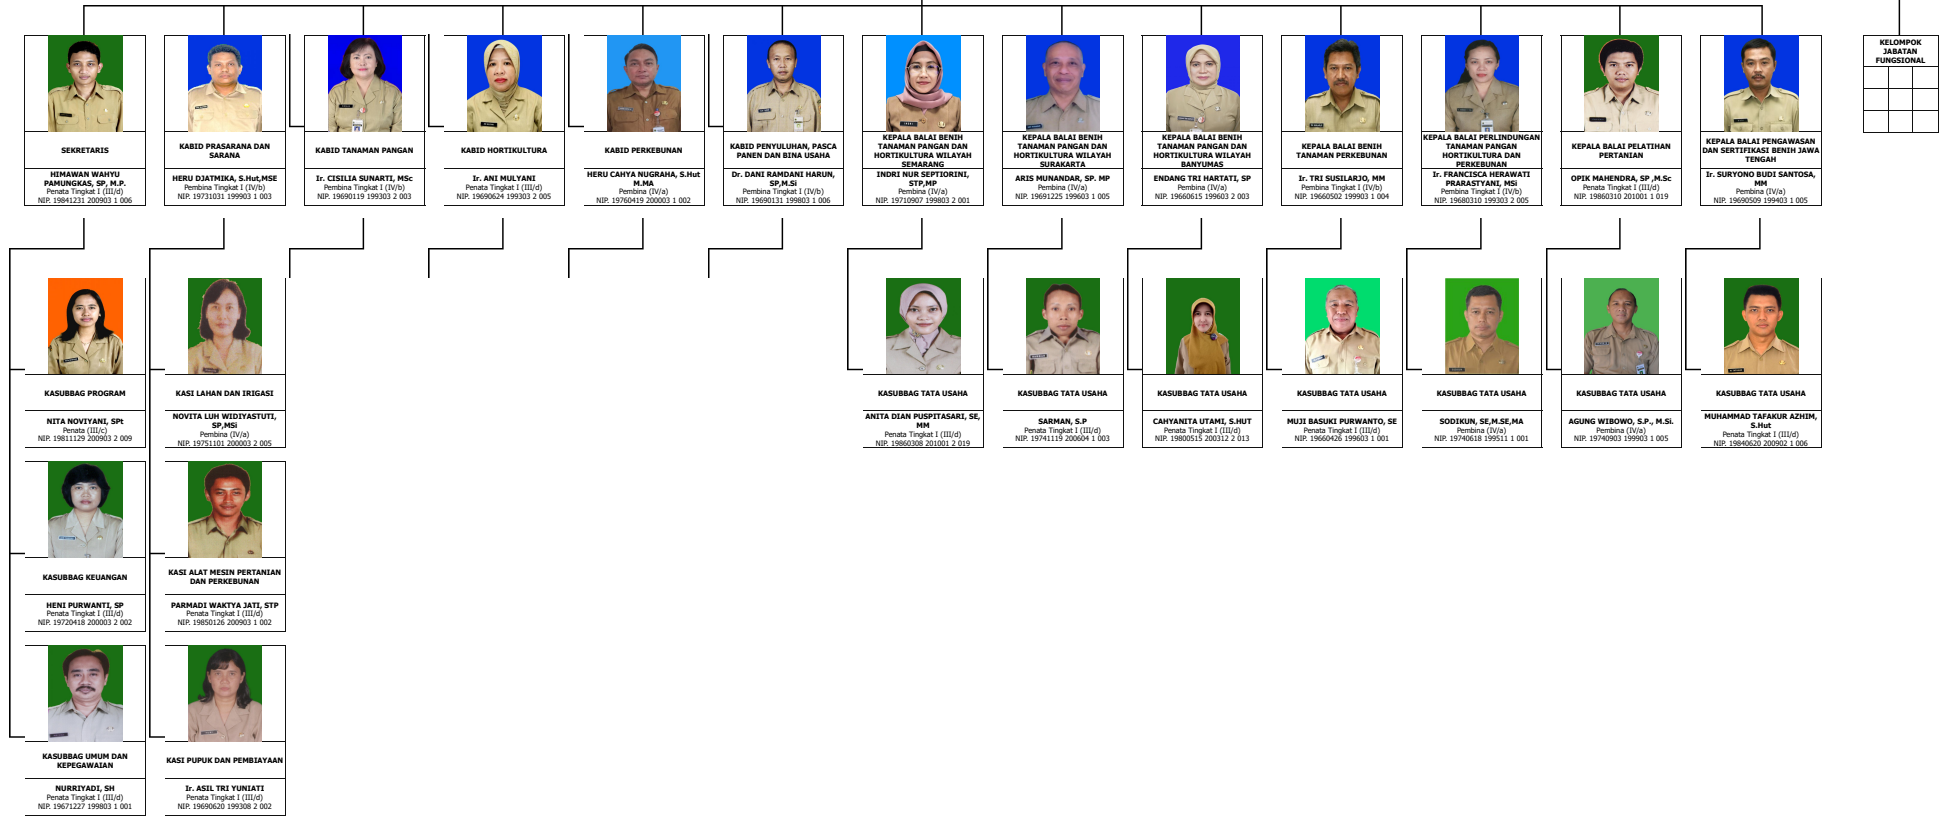 KELOMPOK
JABATAN
FUNGSIONAL
SEKRETARIS
HIMAWAN WAHYU
PAMUNGKAS, SP, M.P.
Penata Tingkat I (III/d)
NIP. 19841231 200903 1 006
KABID PRASARANA DAN
SARANA
HERU DJATMIKA, S.Hut,MSE
Pembina Tingkat I (IV/b)
NIP. 19731031 199903 1 003
KABID TANAMAN PANGAN
Ir. CISILIA SUNARTI, MSc
Pembina Tingkat I (IV/b)
NIP. 19690119 199303 2 003
KABID HORTIKULTURA
Ir. ANI MULYANI
Penata Tingkat I (III/d)
NIP. 19690624 199303 2 005
KABID PERKEBUNAN
HERU CAHYA NUGRAHA, S.Hut
M.MA
Pembina (IV/a)
NIP. 19760419 200003 1 002
KABID PENYULUHAN, PASCA
PANEN DAN BINA USAHA
Dr. DANI RAMDANI HARUN,
SP,M.Si
Pembina Tingkat I (IV/b)
NIP. 19690131 199803 1 006
KEPALA BALAI BENIH
TANAMAN PANGAN DAN
HORTIKULTURA WILAYAH
SEMARANG
INDRI NUR SEPTIORINI,
STP,MP
Pembina (IV/a)
NIP. 19710907 199803 2 001
KEPALA BALAI BENIH
TANAMAN PANGAN DAN
HORTIKULTURA WILAYAH
SURAKARTA
ARIS MUNANDAR, SP. MP
Pembina (IV/a)
NIP. 19691225 199603 1 005
KEPALA BALAI BENIH
TANAMAN PANGAN DAN
HORTIKULTURA WILAYAH
BANYUMAS
ENDANG TRI HARTATI, SP
Pembina (IV/a)
NIP. 19660615 199603 2 003
KEPALA BALAI BENIH
TANAMAN PERKEBUNAN
Ir. TRI SUSILARJO, MM
Pembina Tingkat I (IV/b)
NIP. 19660502 199903 1 004
KEPALA BALAI PERLINDUNGAN
TANAMAN PANGAN
HORTIKULTURA DAN
PERKEBUNAN
Ir. FRANCISCA HERAWATI
PRARASTYANI, MSi
Pembina Tingkat I (IV/b)
NIP. 19680310 199303 2 005
KEPALA BALAI PELATIHAN
PERTANIAN
OPIK MAHENDRA, SP ,M.Sc
Penata Tingkat I (III/d)
NIP. 19860310 201001 1 019
KEPALA BALAI PENGAWASAN
DAN SERTIFIKASI BENIH JAWA
TENGAH
Ir. SURYONO BUDI SANTOSA,
MM
Pembina (IV/a)
NIP. 19690509 199403 1 005
KASUBBAG PROGRAM
NITA NOVIYANI, SPt
Penata (III/c)
NIP. 19811129 200903 2 009
KASI LAHAN DAN IRIGASI
NOVITA LUH WIDIYASTUTI,
SP,MSi
Pembina (IV/a)
NIP. 19751101 200003 2 005
KASUBBAG TATA USAHA
ANITA DIAN PUSPITASARI, SE,
MM
Penata Tingkat I (III/d)
NIP. 19860308 201001 2 019
KASUBBAG TATA USAHA
SARMAN, S.P
Penata Tingkat I (III/d)
NIP. 19741119 200604 1 003
KASUBBAG TATA USAHA
CAHYANITA UTAMI, S.HUT
Penata Tingkat I (III/d)
NIP. 19800515 200312 2 013
KASUBBAG TATA USAHA
MUJI BASUKI PURWANTO, SE
Penata Tingkat I (III/d)
NIP. 19660426 199603 1 001
KASUBBAG TATA USAHA
SODIKUN, SE,M.SE,MA
Pembina (IV/a)
NIP. 19740618 199511 1 001
KASUBBAG TATA USAHA
AGUNG WIBOWO, S.P., M.Si.
Pembina (IV/a)
NIP. 19740903 199903 1 005
KASUBBAG TATA USAHA
MUHAMMAD TAFAKUR AZHIM,
S.Hut
Penata Tingkat I (III/d)
NIP. 19840620 200902 1 006
KASUBBAG KEUANGAN
HENI PURWANTI, SP
Penata Tingkat I (III/d)
NIP. 19720418 200003 2 002
KASI ALAT MESIN PERTANIAN
DAN PERKEBUNAN
PARMADI WAKTYA JATI, STP
Penata Tingkat I (III/d)
NIP. 19850126 200903 1 002
KASUBBAG UMUM DAN
KEPEGAWAIAN
NURRIYADI, SH
Penata Tingkat I (III/d)
NIP. 19671227 199803 1 001
KASI PUPUK DAN PEMBIAYAAN
Ir. ASIL TRI YUNIATI
Penata Tingkat I (III/d)
NIP. 19690620 199308 2 002